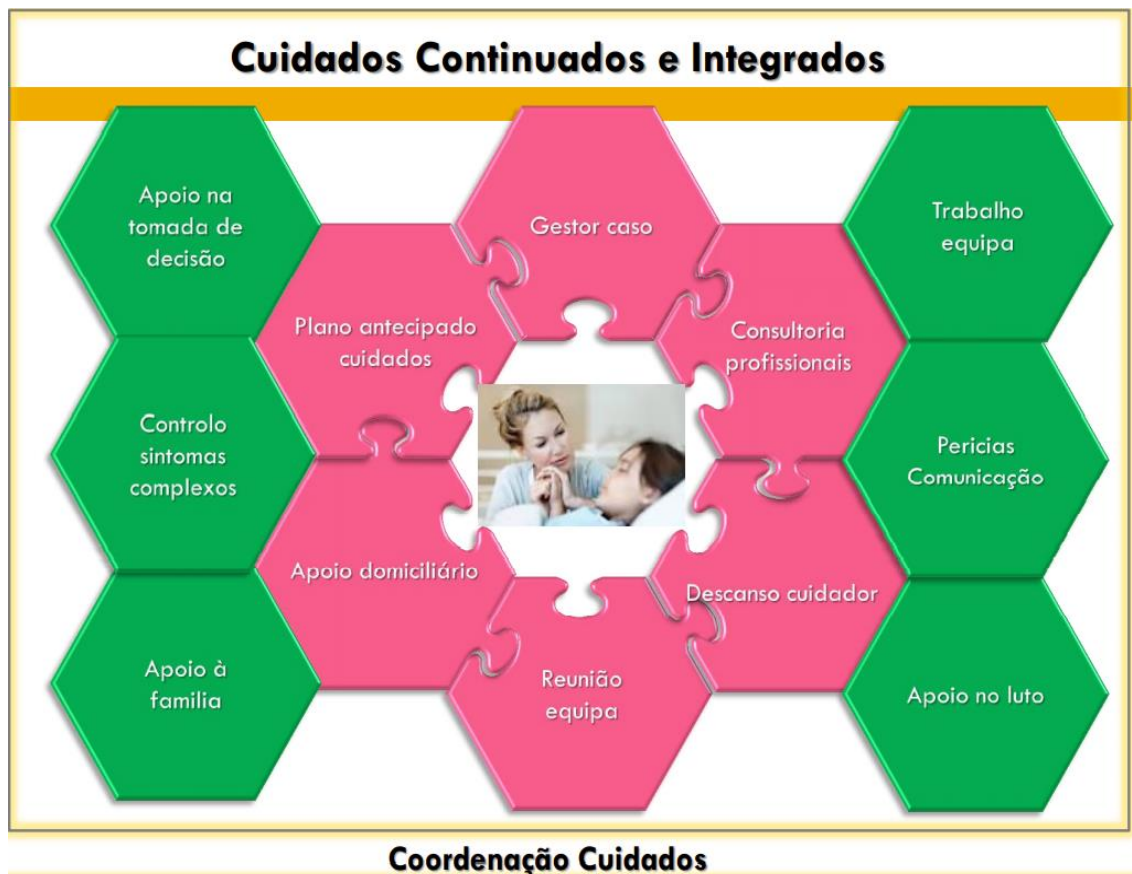 Cuidados Continuados e Integrados
Apoio na
tomada de
decisão
Gestor caso
Trabalho
equipa
Plano antecipado
cuidados
Consultoria
profissionais
Controlo
sintomas
complexos
Pericias
Comunicação
Apoio domiciliário
Descanso cuidador
Apoio à
familia
Reunião
equipa
Apoio no luto
Coordenação Cuidados